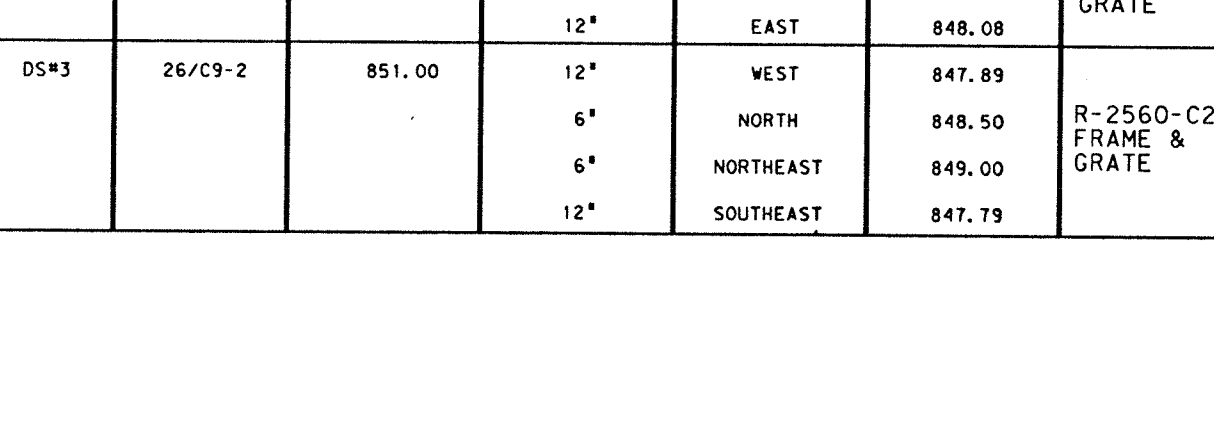 GRATE
12" EAST 848.08
DS#3 26/C9-2 851.00 12" WEST 847.89
6" NORTH 848.50 R-2560-C2
FRAME &
6" NORTHEAST 849.00 GRATE
12" SOUTHEAST 847.79